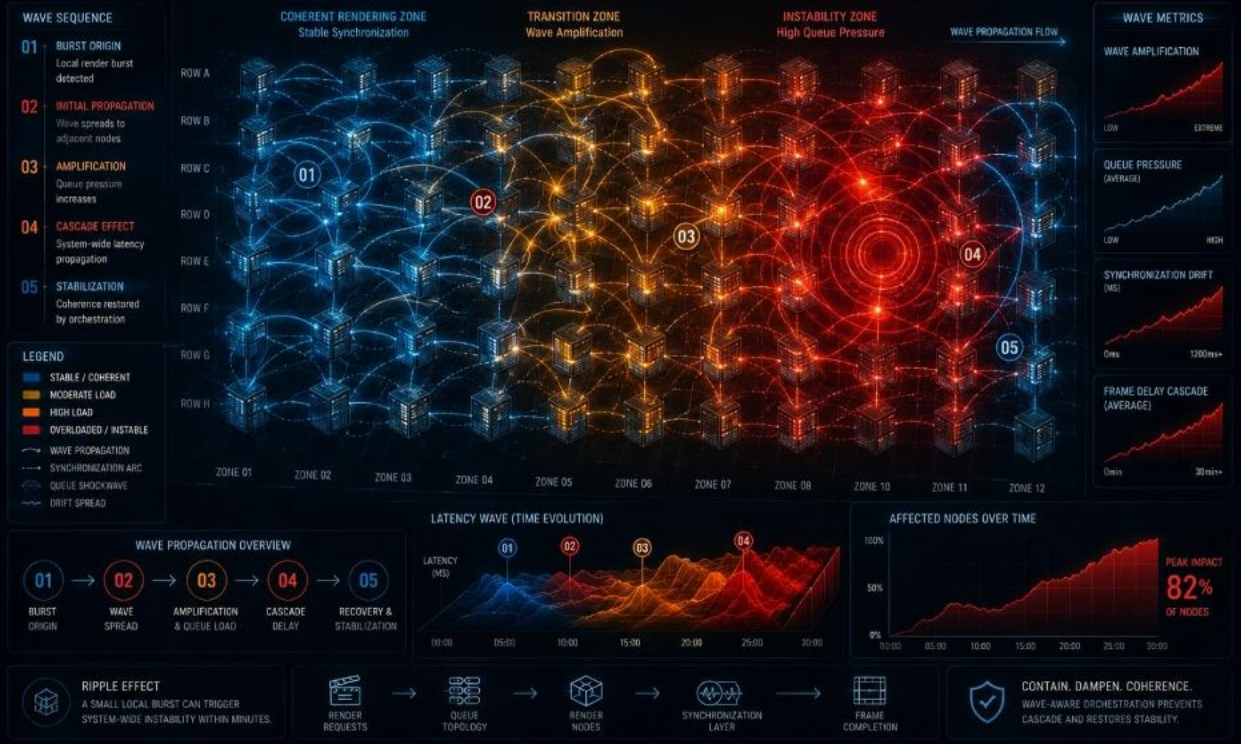 WAVE SEQUENCE
01 BURST ORIGIN
Local render burst
detected
02 INITIAL PROPAGATION
Wave spreads to
adjacent nodes
03 AMPLIFICATION
Queue pressure
increases
04 CASCADE EFFECT
System-wide latency
propagation
05 STABILIZATION
Coherence restored
by orchestration
LEGEND
STABLE / COHERENT
MODERATE LOAD
HIGH LOAD
OVERLOADED / INSTABLE
WAVE PROPAGATION
SYNCHRONIZATION ARC
QUEUE SHOCKWAVE
DRIFT SPREAD
COHERENT RENDERING ZONE
Stable Synchronization
TRANSITION ZONE
Wave Amplification
INSTABILITY ZONE
High Queue Pressure
WAVE PROPAGATION FLOW
ROW A
ROW B
ROW C
ROW D
ROW E
ROW F
ROW G
ROW H
01
02
03
04
05
ZONE 01 ZONE 02 ZONE 03 ZONE 04 ZONE 05 ZONE 06 ZONE 07 ZONE 08 ZONE 10 ZONE 11 ZONE 12
WAVE METRICS
WAVE AMPLIFICATION
LOW EXTREME
QUEUE PRESSURE
(AVERAGE)
LOW HIGH
SYNCHRONIZATION DRIFT
(MS)
0ms 1200ms+
FRAME DELAY CASCADE
(AVERAGE)
0min 30min+
WAVE PROPAGATION OVERVIEW
01 02 03 04 05
BURST
ORIGIN
WAVE
SPREAD
AMPLIFICATION
& QUEUE LOAD
CASCADE
DELAY
RECOVERY &
STABILIZATION
LATENCY WAVE (TIME EVOLUTION)
LATENCY
(MS)
01 02 03 04
00:00 05:00 10:00 15:00 20:00 25:00 30:00
AFFECTED NODES OVER TIME
100%
50%
0%
00:00 05:00 10:00 15:00 20:00 25:00 30:00
PEAK IMPACT
82%
OF NODES
RIPPLE EFFECT
A SMALL LOCAL BURST CAN TRIGGER
SYSTEM-WIDE INSTABILITY WITHIN MINUTES.
RENDER
REQUESTS
QUEUE
TOPOLOGY
RENDER
NODES
SYNCHRONIZATION
LAYER
FRAME
COMPLETION
CONTAIN. DAMPEN. COHERENCE.
WAVE-AWARE ORCHESTRATION PREVENTS
CASCADE AND RESTORES STABILITY.